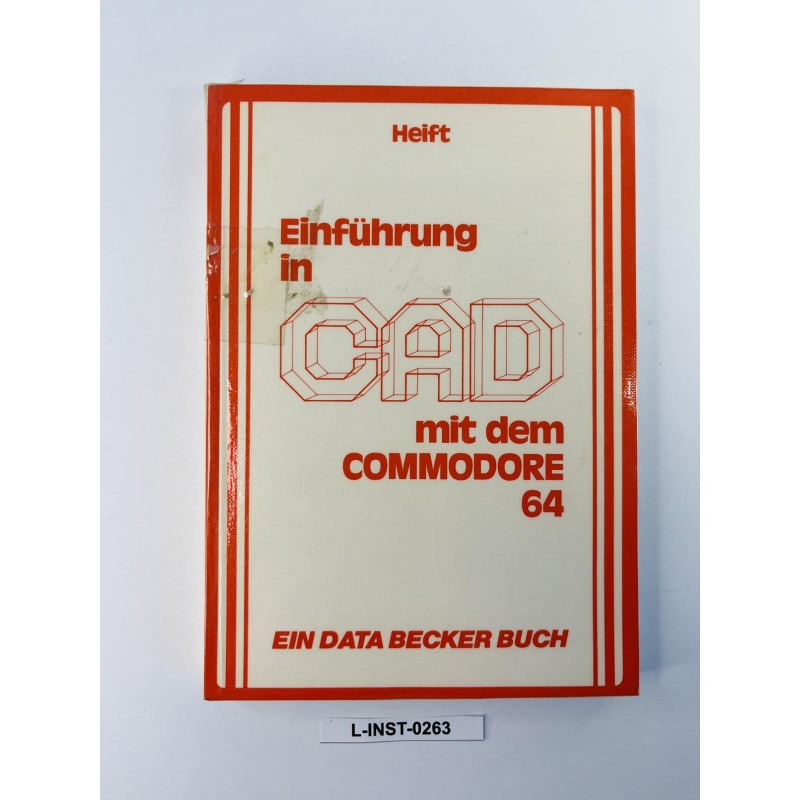 Heift
Einführung
in
CAD
mit dem
COMMODORE
64
EIN DATA BECKER BUCH
L-INST-0263